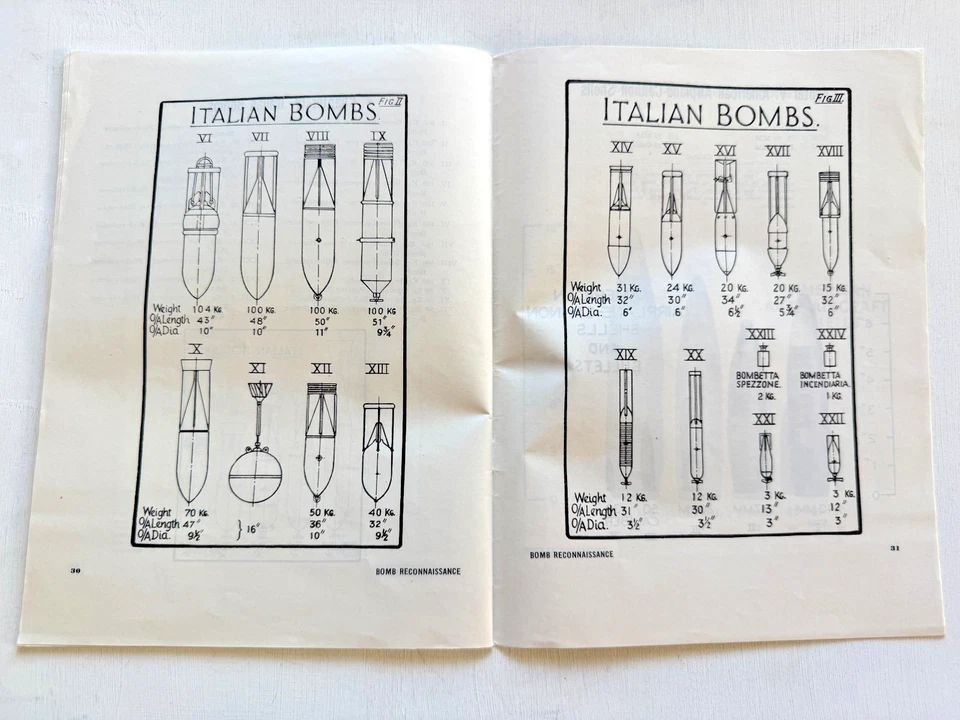 FIG II
ITALIAN BOMBS.
VI VII VIII IX
Weight 104 KG. 100 KG. 100 KG. 100 KG
O/A Length 43" 48" 50" 51"
O/A Dia. 10" 10" 11" 9¾"
X XI XII XIII
Weight 70 KG. 50 KG. 40 KG.
O/A Length 47" } 16" 36" 32"
O/A Dia. 9½" 10" 9½"
30
BOMB RECONNAISSANCE
FIG III.
ITALIAN BOMBS.
XIV XV XVI XVII XVIII
Weight 31 KG. 24 KG. 20 KG. 20 KG. 15 KG.
O/A Length 32" 30" 34" 27" 32"
O/A Dia. 6" 6" 6½" 5¾" 6"
XIX XX XXIII XXIV
BOMBETTA SPEZZONE. 2 KG.
BOMBETTA INCENDIARIA. 1 KG.
XXI XXII
Weight 12 KG. 12 KG. 3 KG. 3 KG.
O/A Length 31" 30" 13" 12"
O/A Dia. 3½" 3½" 3" 3"
BOMB RECONNAISSANCE
31